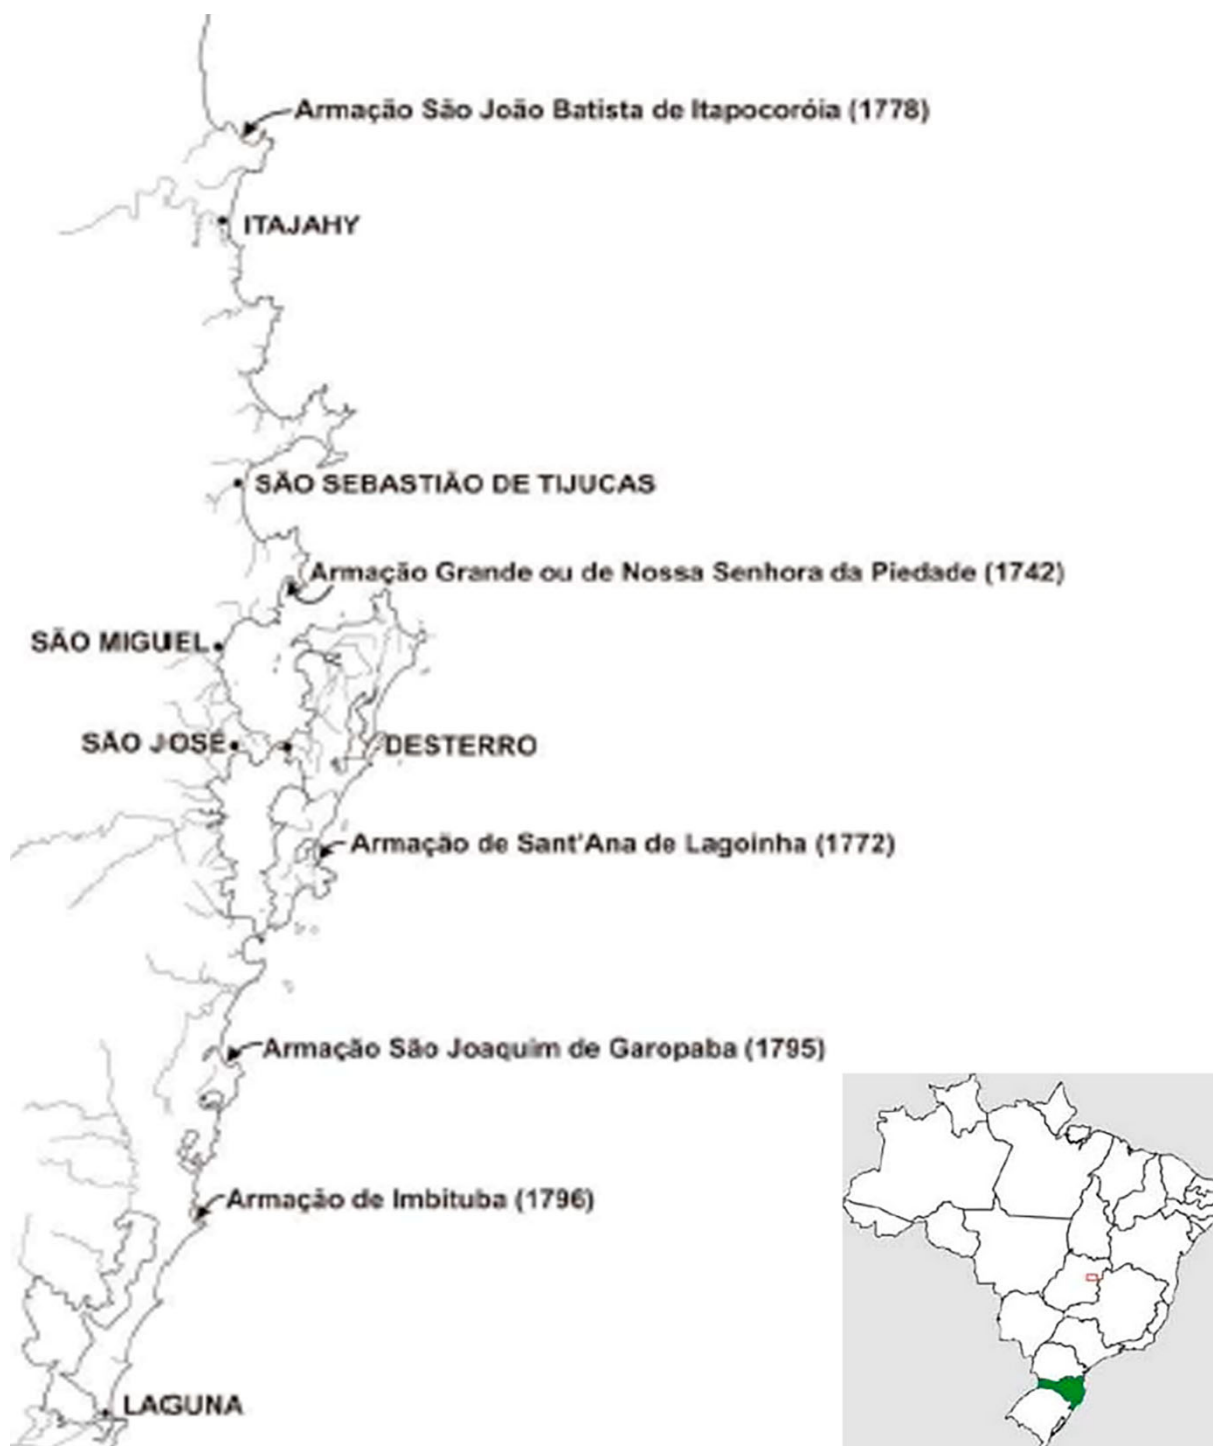 Armação São João Batista de Itapocoróia (1778)
ITAJAHY
SÃO SEBASTIÃO DE TIJUCAS
Armação Grande ou de Nossa Senhora da Piedade (1742)
SÃO MIGUEL
SÃO JOSÉ
DESTERRO
Armação de Sant'Ana de Lagoinha (1772)
Armação São Joaquim de Garopaba (1795)
Armação de Imbituba (1796)
LAGUNA